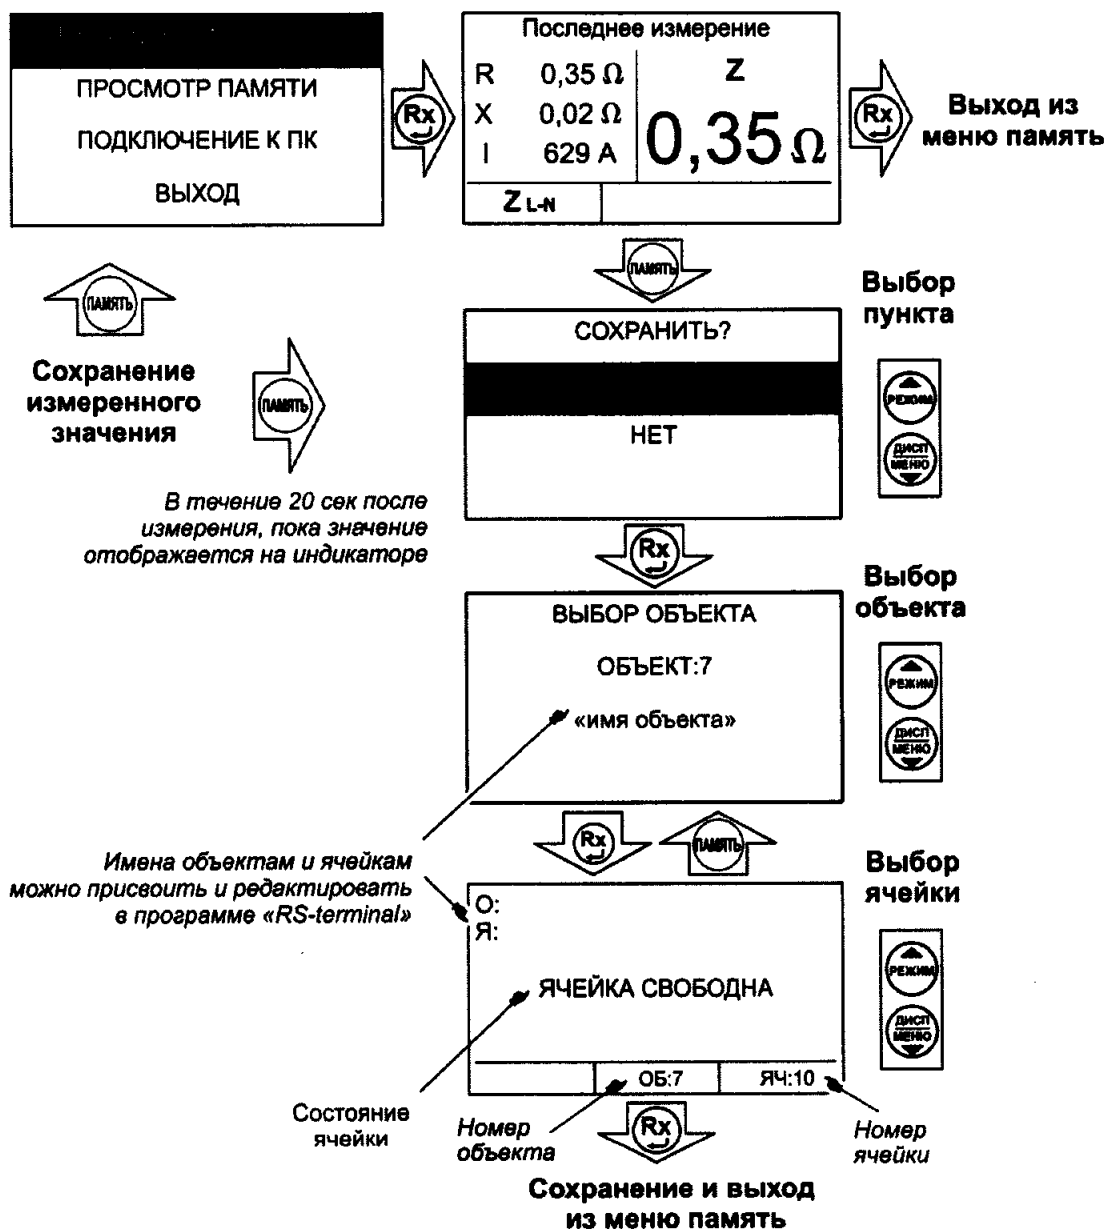 ПРОСМОТР ПАМЯТИ
ПОДКЛЮЧЕНИЕ К ПК
ВЫХОД
Rx
Последнее измерение
R 0,35 Ω
X 0,02 Ω
I 629 A
Z
0,35 Ω
Z L-N
Rx
Выход из
меню память
ПАМЯТЬ
Сохранение
измеренного
значения
ПАМЯТЬ
В течение 20 сек после
измерения, пока значение
отображается на индикаторе
ПАМЯТЬ
СОХРАНИТЬ?
НЕТ
Выбор
пункта
РЕЖИМ
ДИСП
МЕНЮ
Rx
ВЫБОР ОБЪЕКТА
ОБЪЕКТ:7
«имя объекта»
Выбор
объекта
РЕЖИМ
ДИСП
МЕНЮ
Rx
ПАМЯТЬ
Имена объектам и ячейкам
можно присвоить и редактировать
в программе «RS-terminal»
О:
Я:
ЯЧЕЙКА СВОБОДНА
ОБ:7
ЯЧ:10
Выбор
ячейки
РЕЖИМ
ДИСП
МЕНЮ
Состояние
ячейки
Номер
объекта
Rx
Номер
ячейки
Сохранение и выход
из меню память